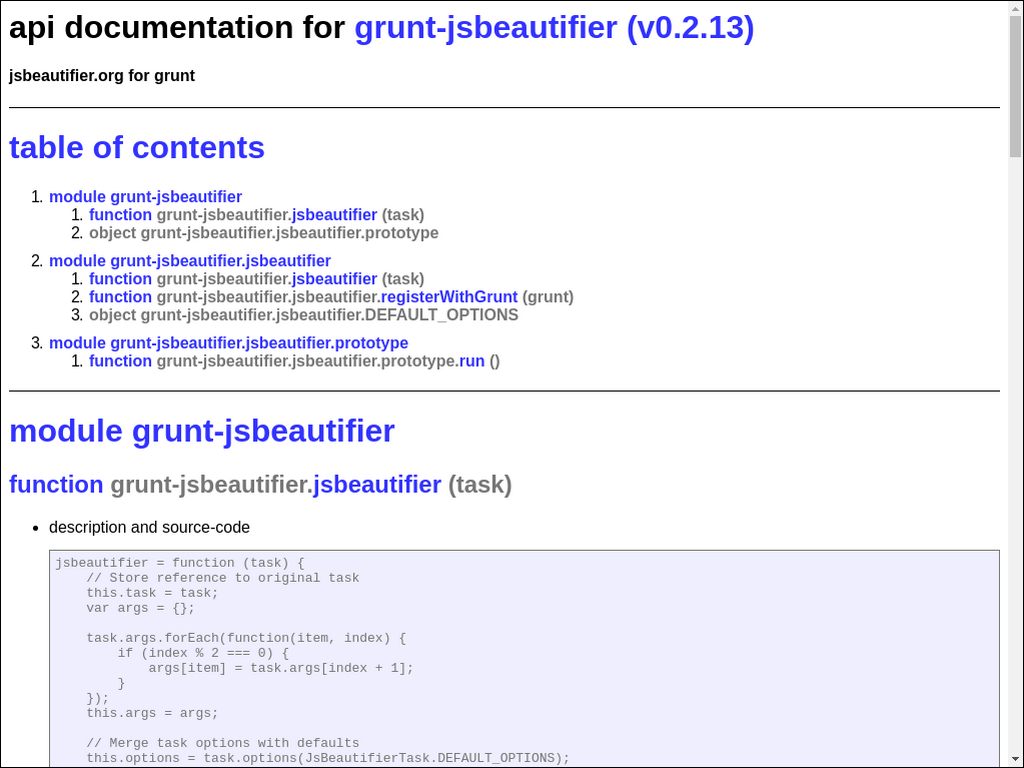 api documentation for grunt-jsbeautifier (v0.2.13)
jsbeautifier.org for grunt
table of contents
1. module grunt-jsbeautifier
1. function grunt-jsbeautifier.jsbeautifier (task)
2. object grunt-jsbeautifier.jsbeautifier.prototype
2. module grunt-jsbeautifier.jsbeautifier
1. function grunt-jsbeautifier.jsbeautifier (task)
2. function grunt-jsbeautifier.jsbeautifier.registerWithGrunt (grunt)
3. object grunt-jsbeautifier.jsbeautifier.DEFAULT_OPTIONS
3. module grunt-jsbeautifier.jsbeautifier.prototype
1. function grunt-jsbeautifier.jsbeautifier.prototype.run ()
module grunt-jsbeautifier
function grunt-jsbeautifier.jsbeautifier (task)
• description and source-code
jsbeautifier = function (task) {
    // Store reference to original task
    this.task = task;
    var args = {};
    task.args.forEach(function(item, index) {
        if (index % 2 === 0) {
            args[item] = task.args[index + 1];
        }
    });
    this.args = args;
    // Merge task options with defaults
    this.options = task.options(JsBeautifierTask.DEFAULT_OPTIONS);